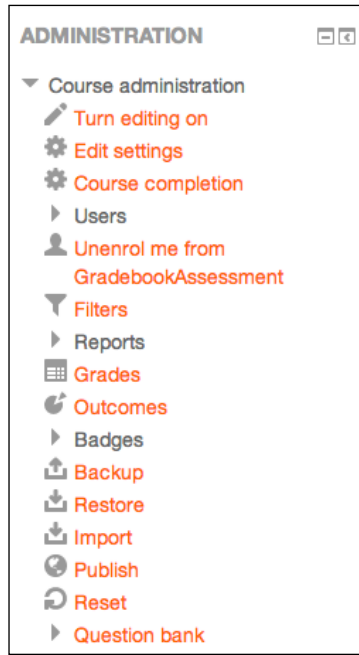 ADMINISTRATION
Course administration
Turn editing on
Edit settings
Course completion
Users
Unenrol me from
GradebookAssessment
Filters
Reports
Grades
Outcomes
Badges
Backup
Restore
Import
Publish
Reset
Question bank